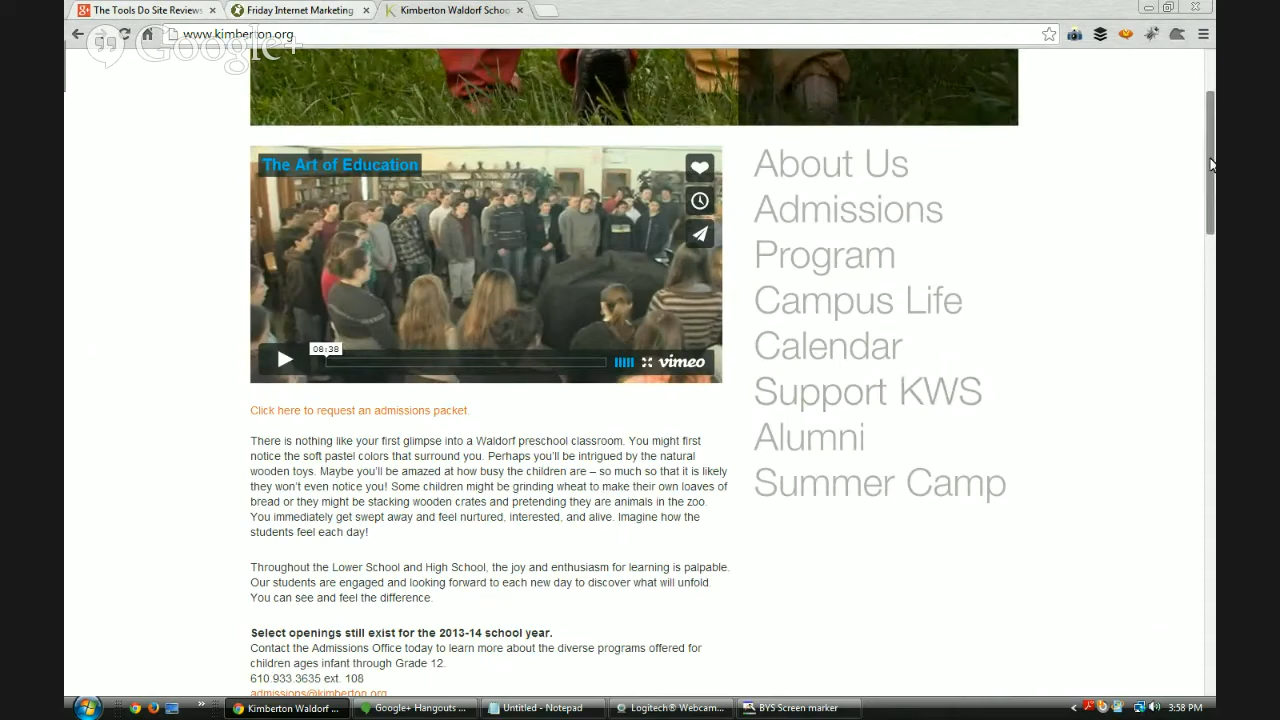 The Tools Do Site Reviews
Friday Internet Marketing
Kimberton Waldorf Schoo
www.kimberton.org
Google+
The Art of Education
08:38
vimeo
About Us
Admissions
Program
Campus Life
Calendar
Support KWS
Alumni
Summer Camp
Click here to request an admissions packet.
There is nothing like your first glimpse into a Waldorf preschool classroom. You might first
notice the soft pastel colors that surround you. Perhaps you'll be intrigued by the natural
wooden toys. Maybe you'll be amazed at how busy the children are – so much so that it is likely
they won't even notice you! Some children might be grinding wheat to make their own loaves of
bread or they might be stacking wooden crates and pretending they are animals in the zoo.
You immediately get swept away and feel nurtured, interested, and alive. Imagine how the
students feel each day!
Throughout the Lower School and High School, the joy and enthusiasm for learning is palpable.
Our students are engaged and looking forward to each new day to discover what will unfold.
You can see and feel the difference.
Select openings still exist for the 2013-14 school year.
Contact the Admissions Office today to learn more about the diverse programs offered for
children ages infant through Grade 12.
610.933.3635 ext. 108
admissions@kimberton.org
Kimberton Waldorf ...
Google+ Hangouts ...
Untitled - Notepad
Logitech® Webcam...
BYS Screen marker
3:58 PM